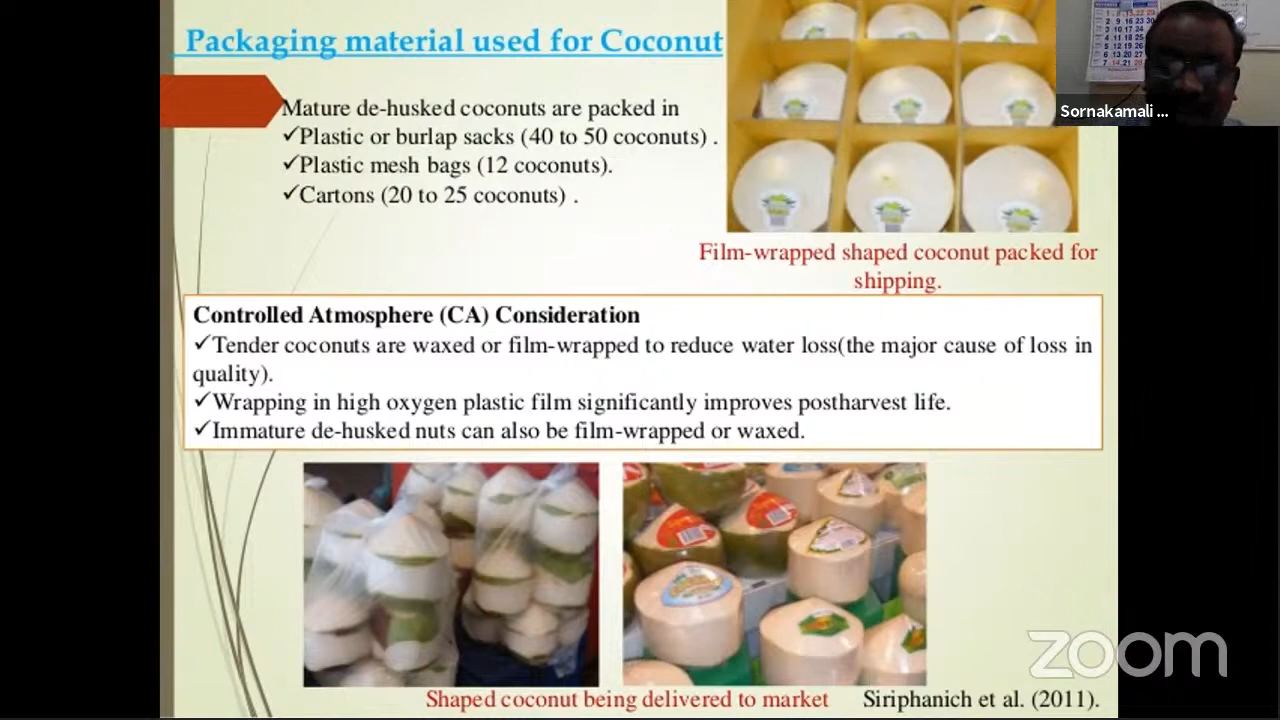 Packaging material used for Coconut
Mature de-husked coconuts are packed in
✓Plastic or burlap sacks (40 to 50 coconuts) .
✓Plastic mesh bags (12 coconuts).
✓Cartons (20 to 25 coconuts) .
Sornakamali ...
Film-wrapped shaped coconut packed for
shipping.
Controlled Atmosphere (CA) Consideration
✓Tender coconuts are waxed or film-wrapped to reduce water loss(the major cause of loss in
quality).
✓Wrapping in high oxygen plastic film significantly improves postharvest life.
✓Immature de-husked nuts can also be film-wrapped or waxed.
zoom
Shaped coconut being delivered to market
Siriphanich et al. (2011).